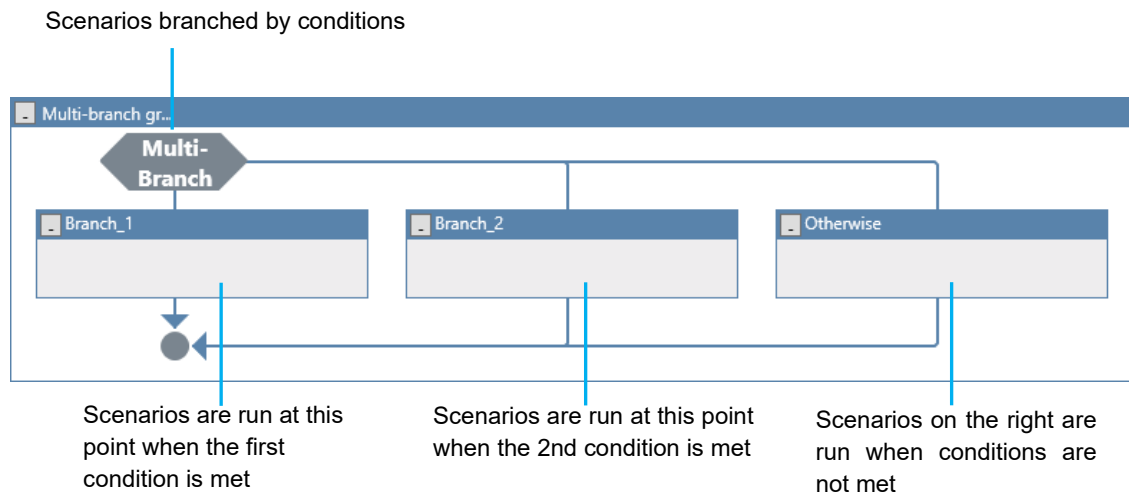 Scenarios branched by conditions
- Multi-branch gr...
Multi-
Branch
- Branch_1
- Branch_2
- Otherwise
Scenarios are run at this
point when the first
condition is met
Scenarios are run at this point
when the 2nd condition is met
Scenarios on the right are
run when conditions are
not met